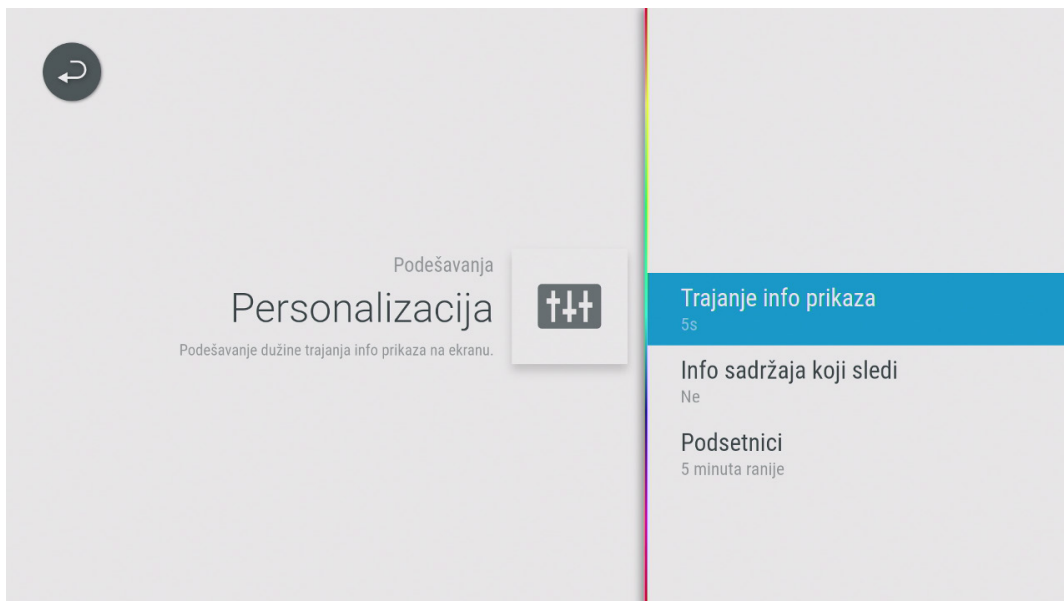 Podešavanja
Personalizacija
Podešavanje dužine trajanja info prikaza na ekranu.
Trajanje info prikaza
5s
Info sadržaja koji sledi
Ne
Podsetnici
5 minuta ranije